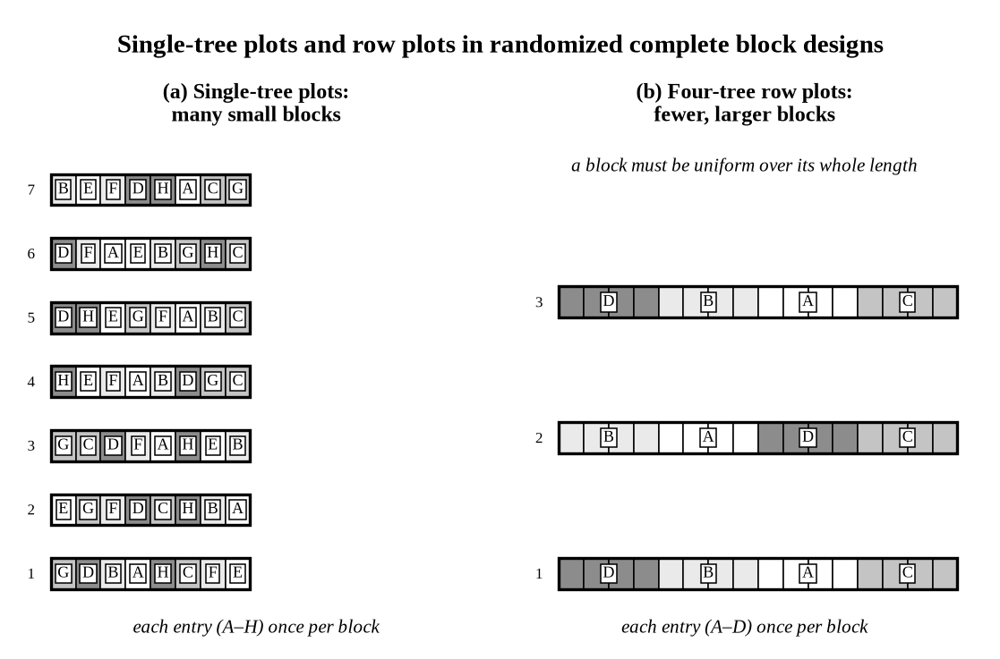 Single-tree plots and row plots in randomized complete block designs
(a) Single-tree plots:
many small blocks
7 B E F D H A C G
6 D F A E B G H C
5 D H E G F A B C
4 H E F A B D G C
3 G C D F A H E B
2 E G F D C H B A
1 G D B A H C F E
each entry (A–H) once per block
(b) Four-tree row plots:
fewer, larger blocks
a block must be uniform over its whole length
3 D B A C
2 B A D C
1 D B A C
each entry (A–D) once per block